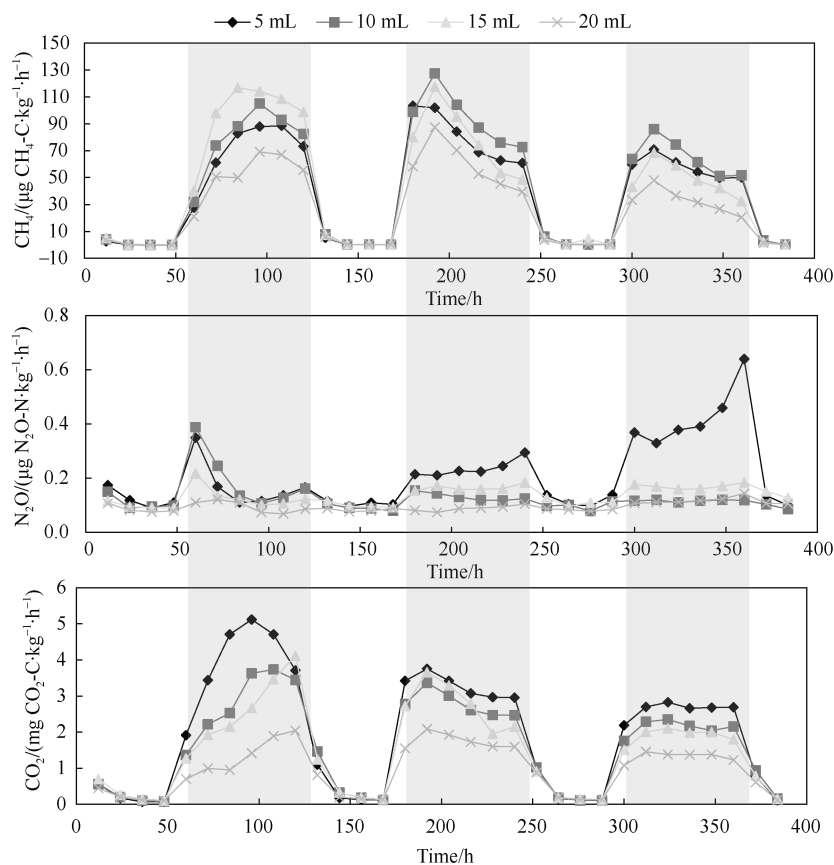 5 mL 10 mL 15 mL 20 mL
CH₄/(μg CH₄-C·kg⁻¹·h⁻¹)
150
130
110
90
70
50
30
10
–10
0 50 100 150 200 250 300 350 400
Time/h
N₂O/(μg N₂O-N·kg⁻¹·h⁻¹)
0.8
0.6
0.4
0.2
0.0
0 50 100 150 200 250 300 350 400
Time/h
CO₂/(mg CO₂-C·kg⁻¹·h⁻¹)
6
5
4
3
2
1
0
0 50 100 150 200 250 300 350 400
Time/h